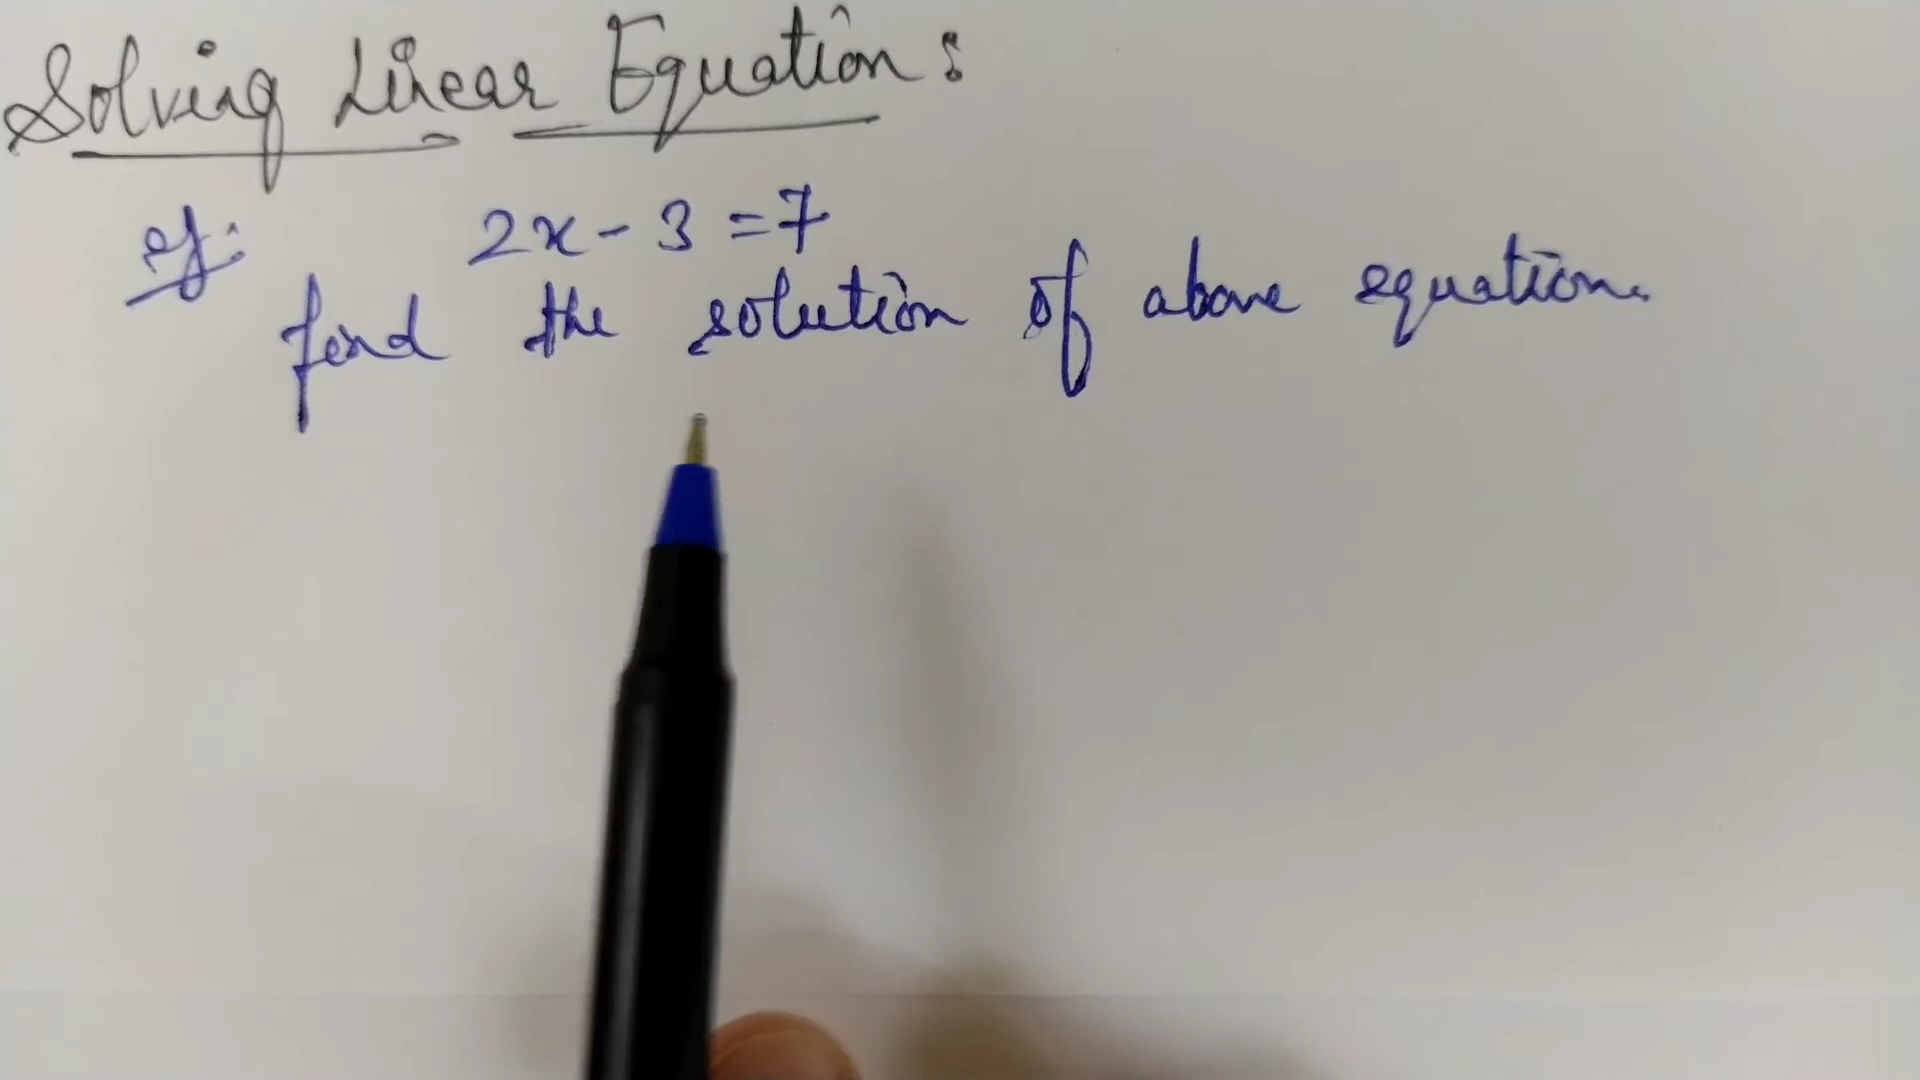 Solving Linear Equation:
eg: 2x - 3 = 7
find the solution of above equation.